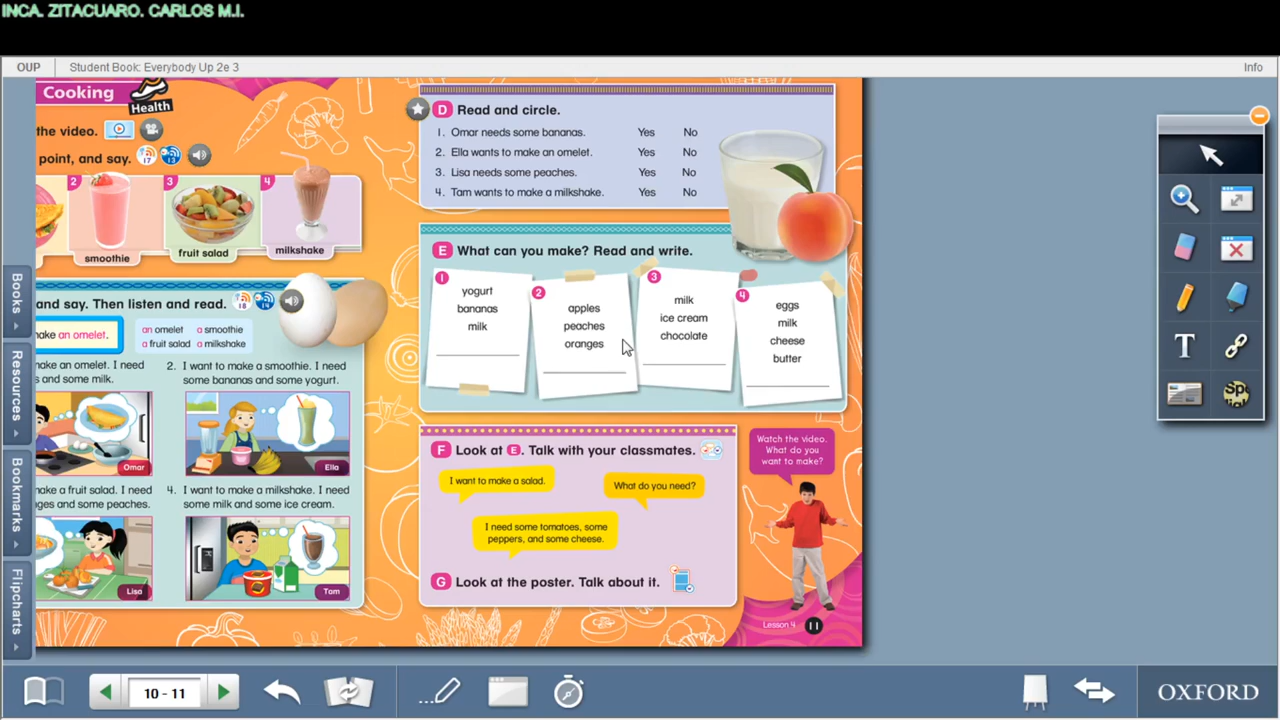 INCA. ZITACUARO. CARLOS M.I.
OUP
Student Book: Everybody Up 2e 3
Info
Cooking
Health
the video.
point, and say.
17
13
2
3
4
smoothie
fruit salad
milkshake
and say. Then listen and read.
18
14
ake an omelet.
an omelet a smoothie
a fruit salad a milkshake
ake an omelet. I need
s and some milk.
2. I want to make a smoothie. I need
some bananas and some yogurt.
Omar
Ella
ake a fruit salad. I need
ges and some peaches.
4. I want to make a milkshake. I need
some milk and some ice cream.
Lisa
Tam
D Read and circle.
1. Omar needs some bananas. Yes No
2. Ella wants to make an omelet. Yes No
3. Lisa needs some peaches. Yes No
4. Tam wants to make a milkshake. Yes No
E What can you make? Read and write.
1
yogurt
bananas
milk
2
apples
peaches
oranges
3
milk
ice cream
chocolate
4
eggs
milk
cheese
butter
F Look at E. Talk with your classmates.
I want to make a salad.
What do you need?
I need some tomatoes, some
peppers, and some cheese.
G Look at the poster. Talk about it.
Watch the video.
What do you
want to make?
Lesson 4 11
Books
Resources
Bookmarks
Flipcharts
T
10 - 11
OXFORD